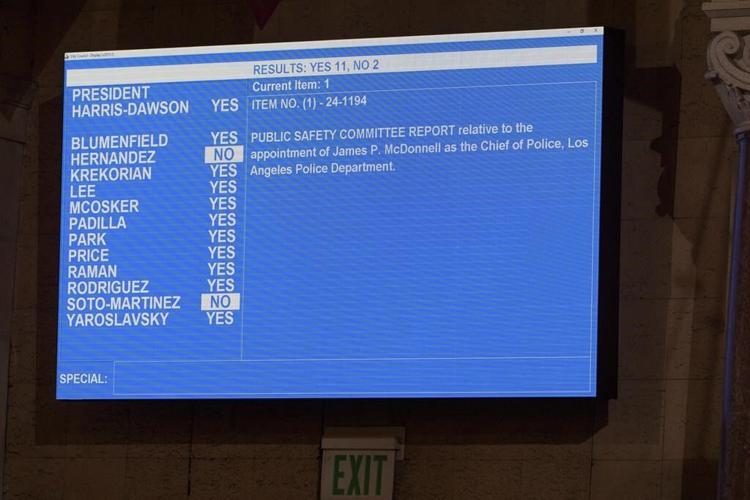 RESULTS: YES 11, NO 2
Current Item: 1
PRESIDENT
HARRIS-DAWSON YES
ITEM NO. (1) - 24-1194
BLUMENFIELD YES
HERNANDEZ NO
KREKORIAN YES
LEE YES
MCOSKER YES
PADILLA YES
PARK YES
PRICE YES
RAMAN YES
RODRIGUEZ YES
SOTO-MARTINEZ NO
YAROSLAVSKY YES
PUBLIC SAFETY COMMITTEE REPORT relative to the
appointment of James P. McDonnell as the Chief of Police, Los
Angeles Police Department.
SPECIAL:
EXIT